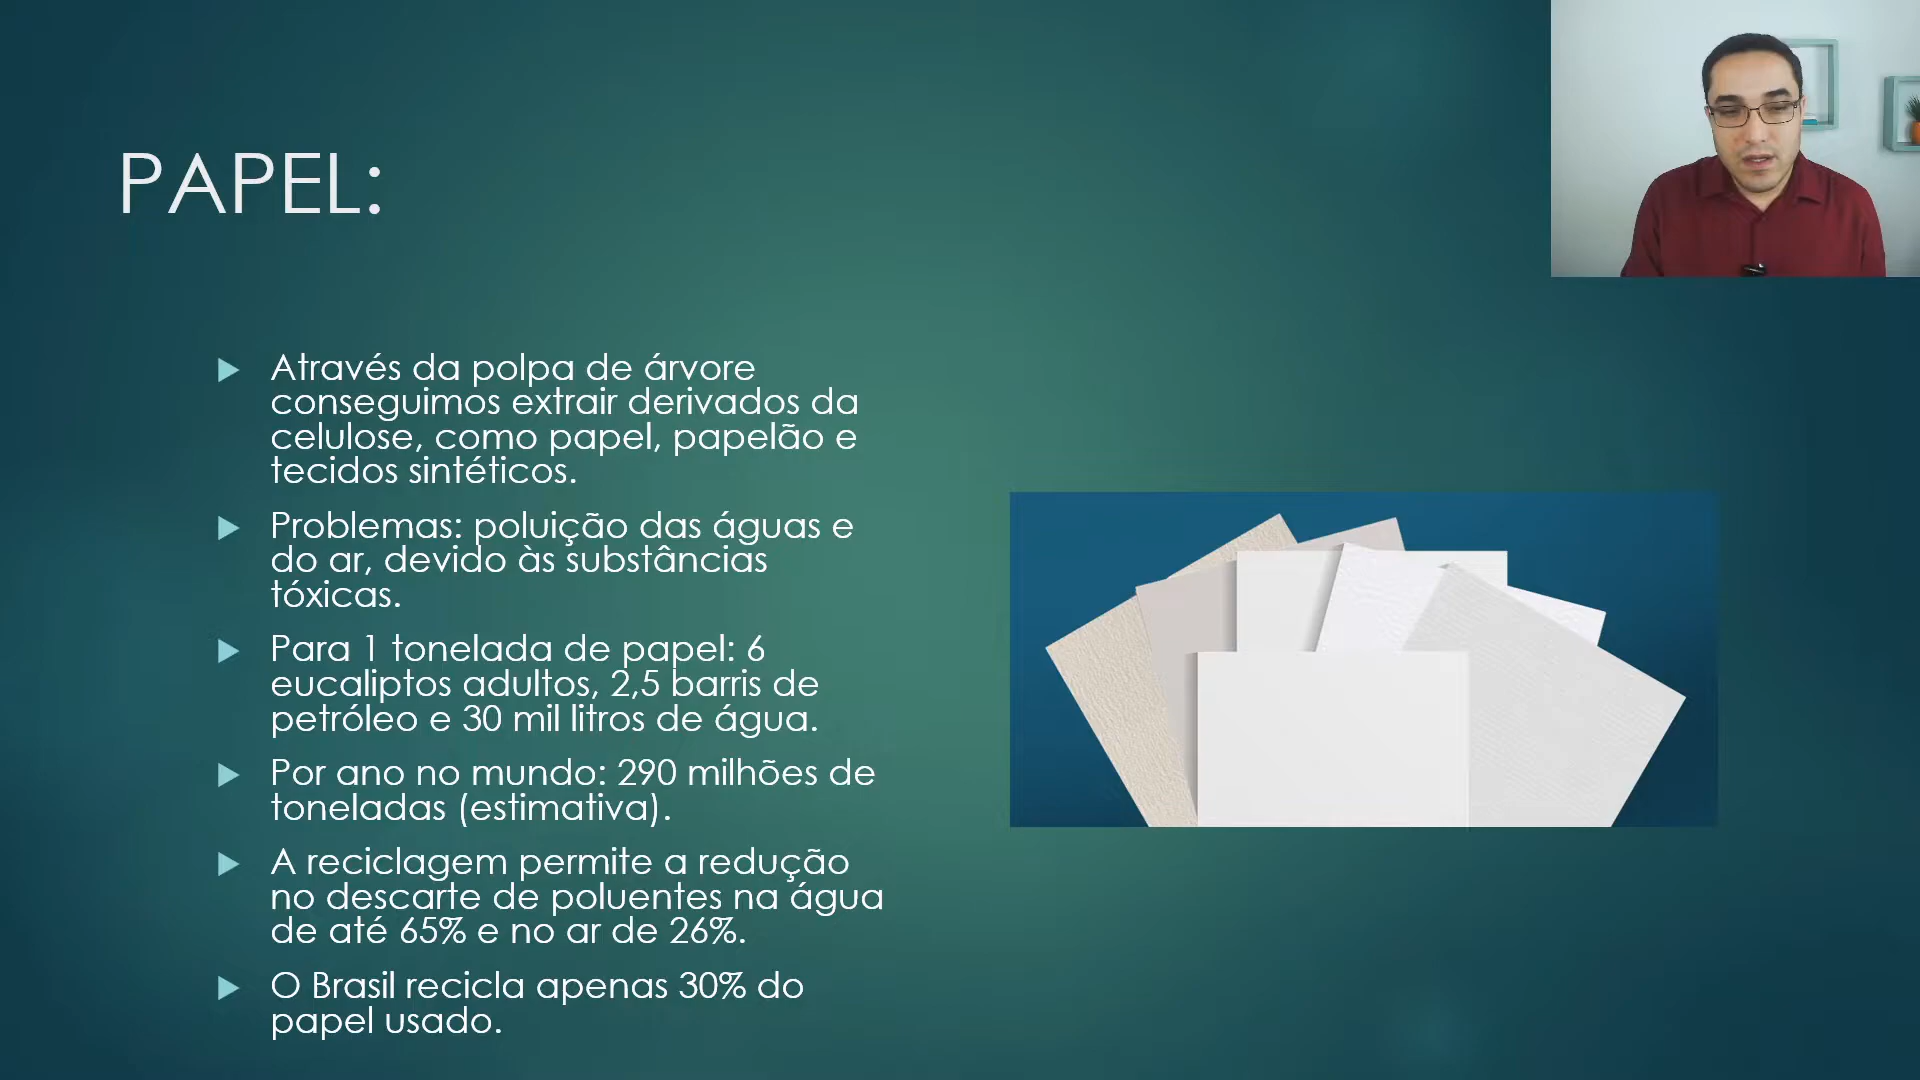 PAPEL:
Através da polpa de árvore
conseguimos extrair derivados da
celulose, como papel, papelão e
tecidos sintéticos.
Problemas: poluição das águas e
do ar, devido às substâncias
tóxicas.
Para 1 tonelada de papel: 6
eucaliptos adultos, 2,5 barris de
petróleo e 30 mil litros de água.
Por ano no mundo: 290 milhões de
toneladas (estimativa).
A reciclagem permite a redução
no descarte de poluentes na água
de até 65% e no ar de 26%.
O Brasil recicla apenas 30% do
papel usado.